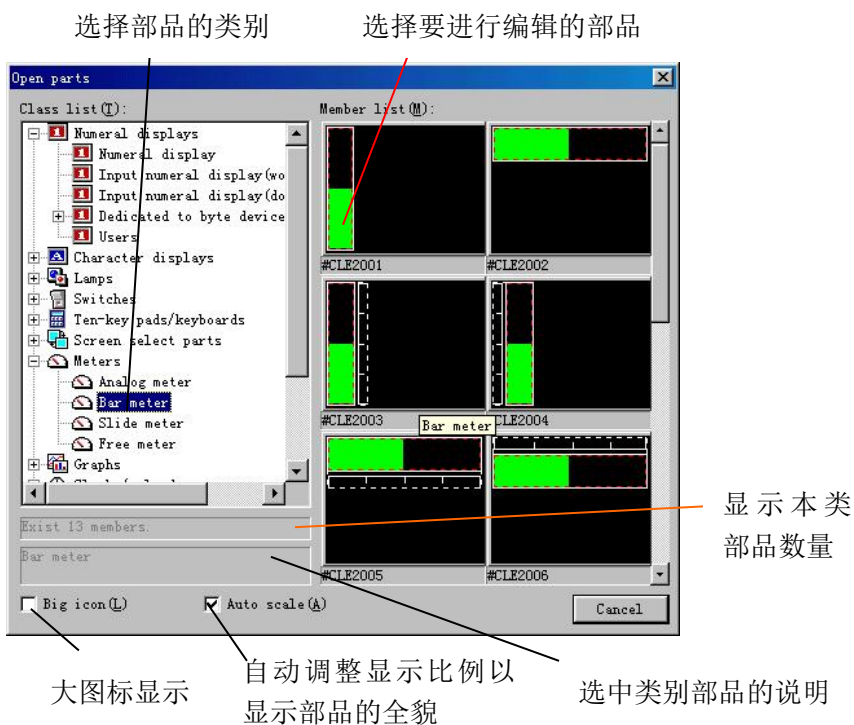 选择部品的类别
选择要进行编辑的部品
Open parts
Class list(T):
Member list(M):
Numeral displays
Numeral display
Input numeral display(wo
Input numeral display(do
Dedicated to byte device
Users
Character displays
Lamps
Switches
Ten-key pads/keyboards
Screen select parts
Meters
Analog meter
Bar meter
Slide meter
Free meter
Graphs
#CLE2001
#CLE2002
#CLE2003
Bar meter
#CLE2004
#CLE2005
#CLE2006
Exist 13 members.
Bar meter
Big icon(L)
Auto scale(A)
Cancel
显示本类
部品数量
大图标显示
自动调整显示比例以
显示部品的全貌
选中类别部品的说明